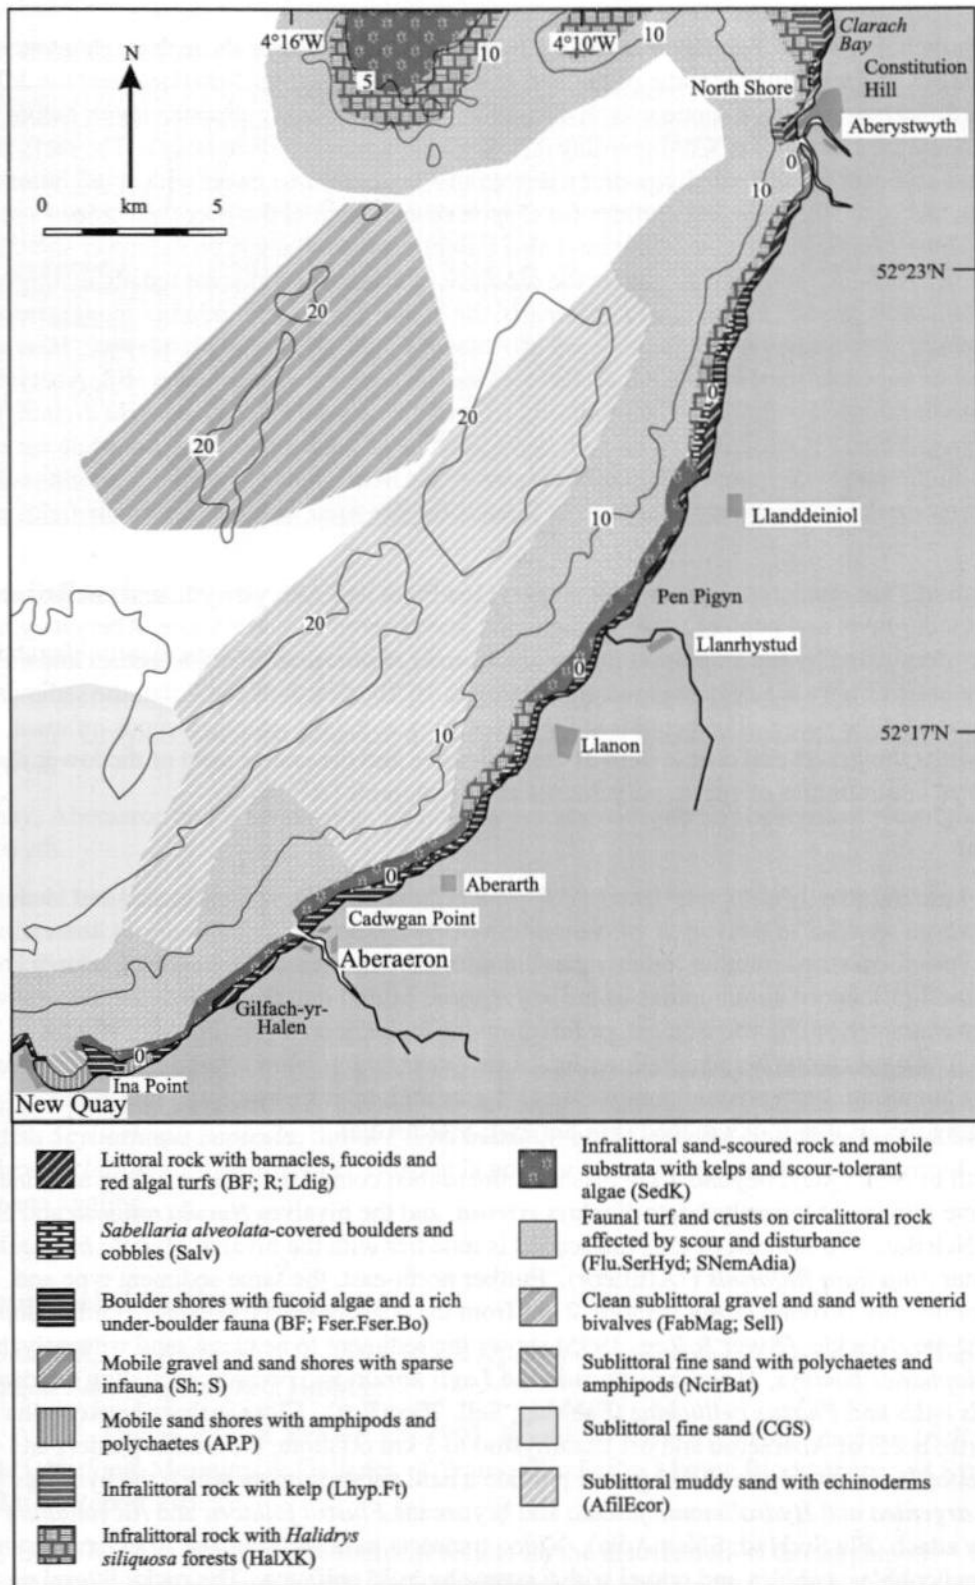 4°16'W
4°10'W
Clarach
Bay
Constitution
Hill
North Shore
Aberystwyth
N
10
10
5
0
km
5
0
10
52°23'N
20
20
20
0
10
Llanddeiniol
Pen Pigyn
Llanrhystud
20
0
10
Llanon
52°17'N
0
Aberarth
Cadwgan Point
Aberaeron
Gilfach-yr-
Halen
0
Ina Point
New Quay
Littoral rock with barnacles, fucoids and
red algal turfs (BF; R; Ldig)
Sabellaria alveolata-covered boulders and
cobbles (Salv)
Boulder shores with fucoid algae and a rich
under-boulder fauna (BF; Fser.Fser.Bo)
Mobile gravel and sand shores with sparse
infauna (Sh; S)
Mobile sand shores with amphipods and
polychaetes (AP.P)
Infralittoral rock with kelp (Lhyp.Ft)
Infralittoral rock with Halidrys
siliquosa forests (HalXK)
Infralittoral sand-scoured rock and mobile
substrata with kelps and scour-tolerant
algae (SedK)
Faunal turf and crusts on circalittoral rock
affected by scour and disturbance
(Flu.SerHyd; SNemAdia)
Clean sublittoral gravel and sand with venerid
bivalves (FabMag; Sell)
Sublittoral fine sand with polychaetes and
amphipods (NcirBat)
Sublittoral fine sand (CGS)
Sublittoral muddy sand with echinoderms
(AfilEcor)